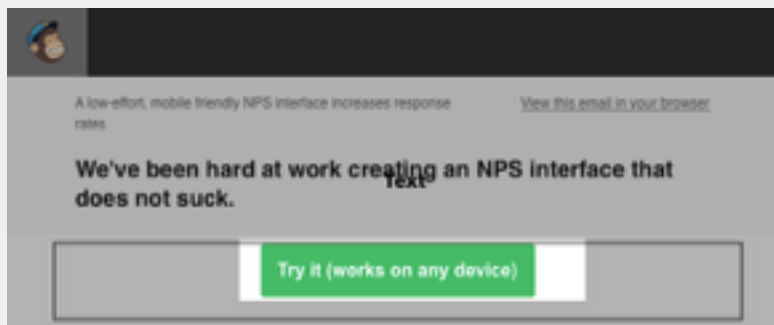 A low-effort, mobile friendly NPS interface increases response
rates
View this email in your browser
We've been hard at work creating an NPS interface that
Text
does not suck.
Try it (works on any device)